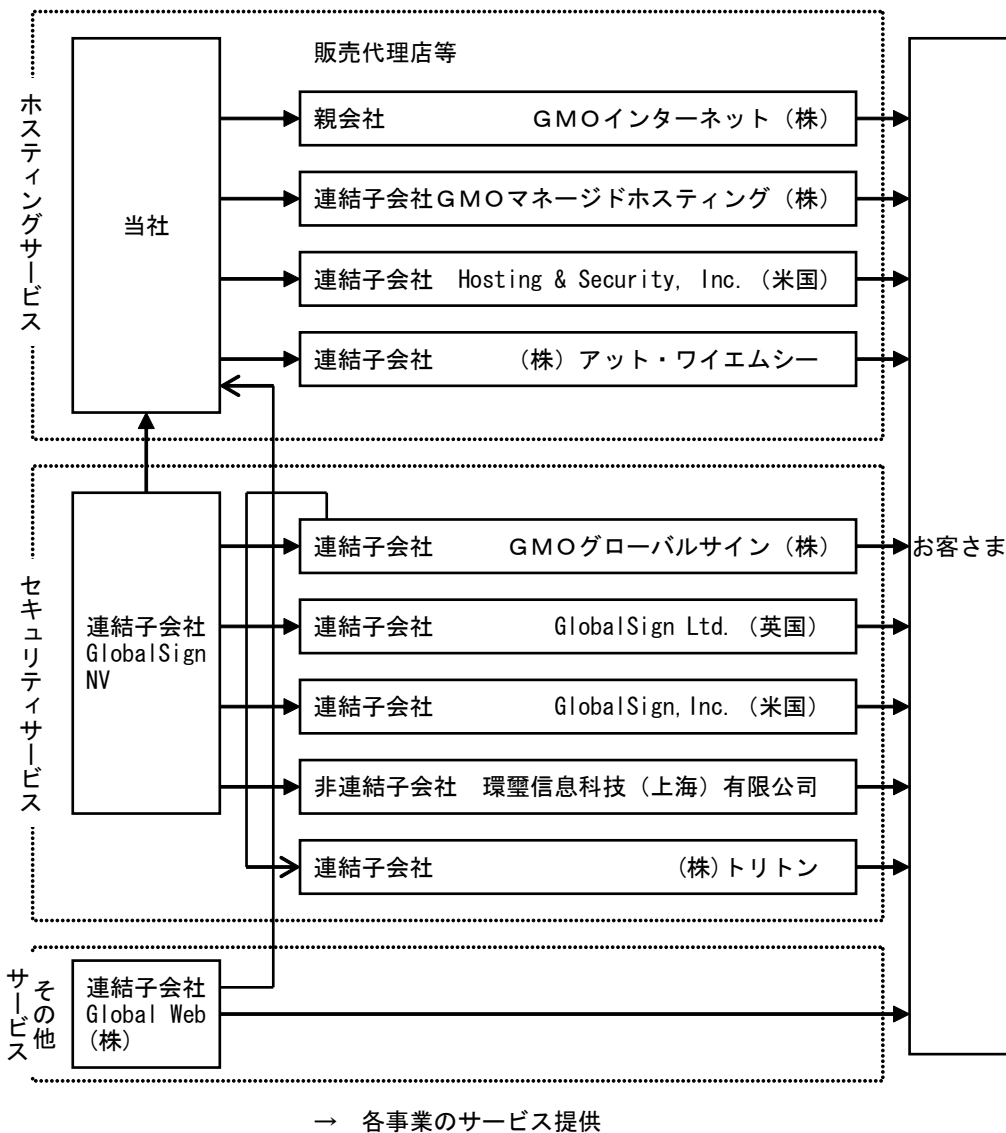 ホスティングサービス
当社
販売代理店等
親会社 GMOインターネット（株）
連結子会社GMOマネージドホスティング（株）
連結子会社 Hosting & Security, Inc.（米国）
連結子会社 （株）アット・ワイエムシー
セキュリティサービス
連結子会社
GlobalSign
NV
連結子会社 GMOグローバルサイン（株）
連結子会社 GlobalSign Ltd.（英国）
連結子会社 GlobalSign,Inc.（米国）
非連結子会社 環璽信息科技（上海）有限公司
連結子会社 (株)トリトン
お客さま
その他
サービス
連結子会社
Global Web
(株)
→ 各事業のサービス提供